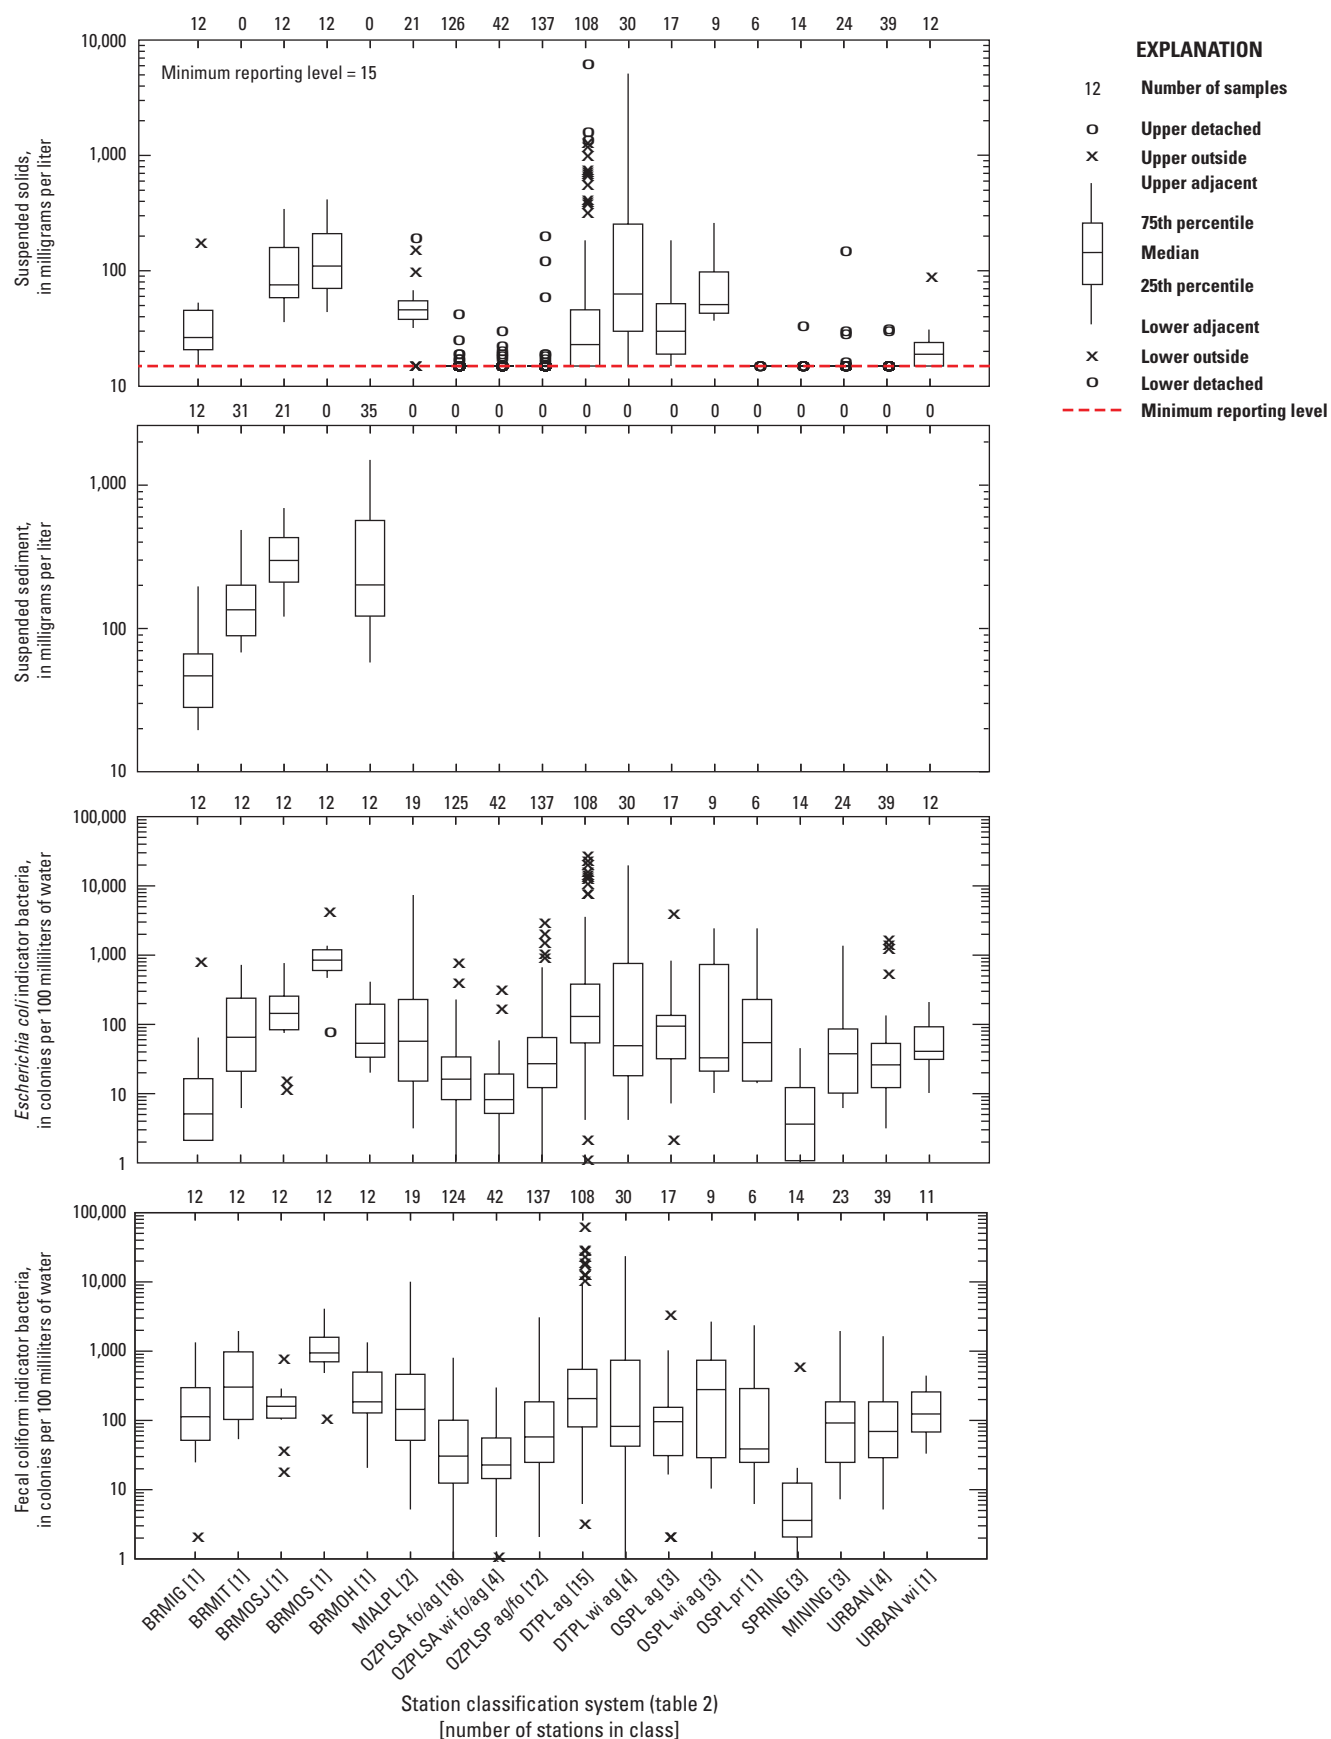 12 0 12 12 0 21 126 42 137 108 30 17 9 6 14 24 39 12
10,000
1,000
100
10
Minimum reporting level = 15
Suspended solids,
in milligrams per liter
EXPLANATION
12 Number of samples
o Upper detached
x Upper outside
Upper adjacent
75th percentile
Median
25th percentile
Lower adjacent
x Lower outside
o Lower detached
Minimum reporting level
12 31 21 0 35 0 0 0 0 0 0 0 0 0 0 0 0 0
1,000
100
10
Suspended sediment,
in milligrams per liter
12 12 12 12 12 19 125 42 137 108 30 17 9 6 14 24 39 12
100,000
10,000
1,000
100
10
1
Escherichia coli indicator bacteria,
in colonies per 100 milliliters of water
12 12 12 12 12 19 124 42 137 108 30 17 9 6 14 23 39 11
100,000
10,000
1,000
100
10
1
Fecal coliform indicator bacteria,
in colonies per 100 milliliters of water
BRMIG [1]
BRMIT [1]
BRMOSJ [1]
BRMOS [1]
BRMOH [1]
MIALPL [2]
OZPLSA fo/ag [18]
OZPLSA wi fo/ag [4]
OZPLSP ag/fo [12]
DTPL ag [15]
DTPL wi ag [4]
OSPL ag [3]
OSPL wi ag [3]
OSPL pr [1]
SPRING [3]
MINING [3]
URBAN [4]
URBAN wi [1]
Station classification system (table 2)
[number of stations in class]